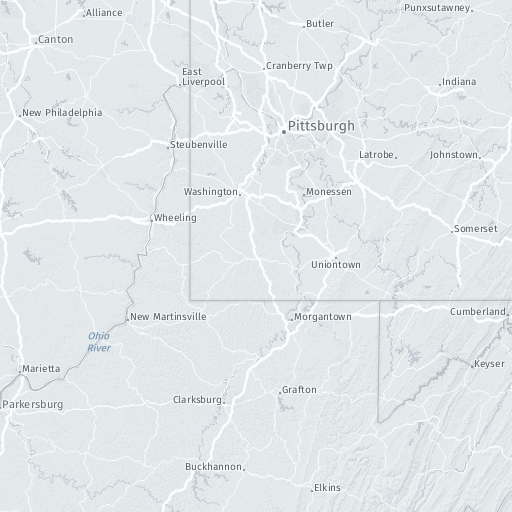 Punxsutawney
Alliance
Butler
Canton
Cranberry Twp
East
Liverpool
Indiana
New Philadelphia
Pittsburgh
Steubenville
Latrobe
Johnstown
Washington
Monessen
Wheeling
Somerset
Uniontown
New Martinsville
Morgantown
Cumberland
Ohio
River
Marietta
Keyser
Grafton
Parkersburg
Clarksburg
Buckhannon
Elkins